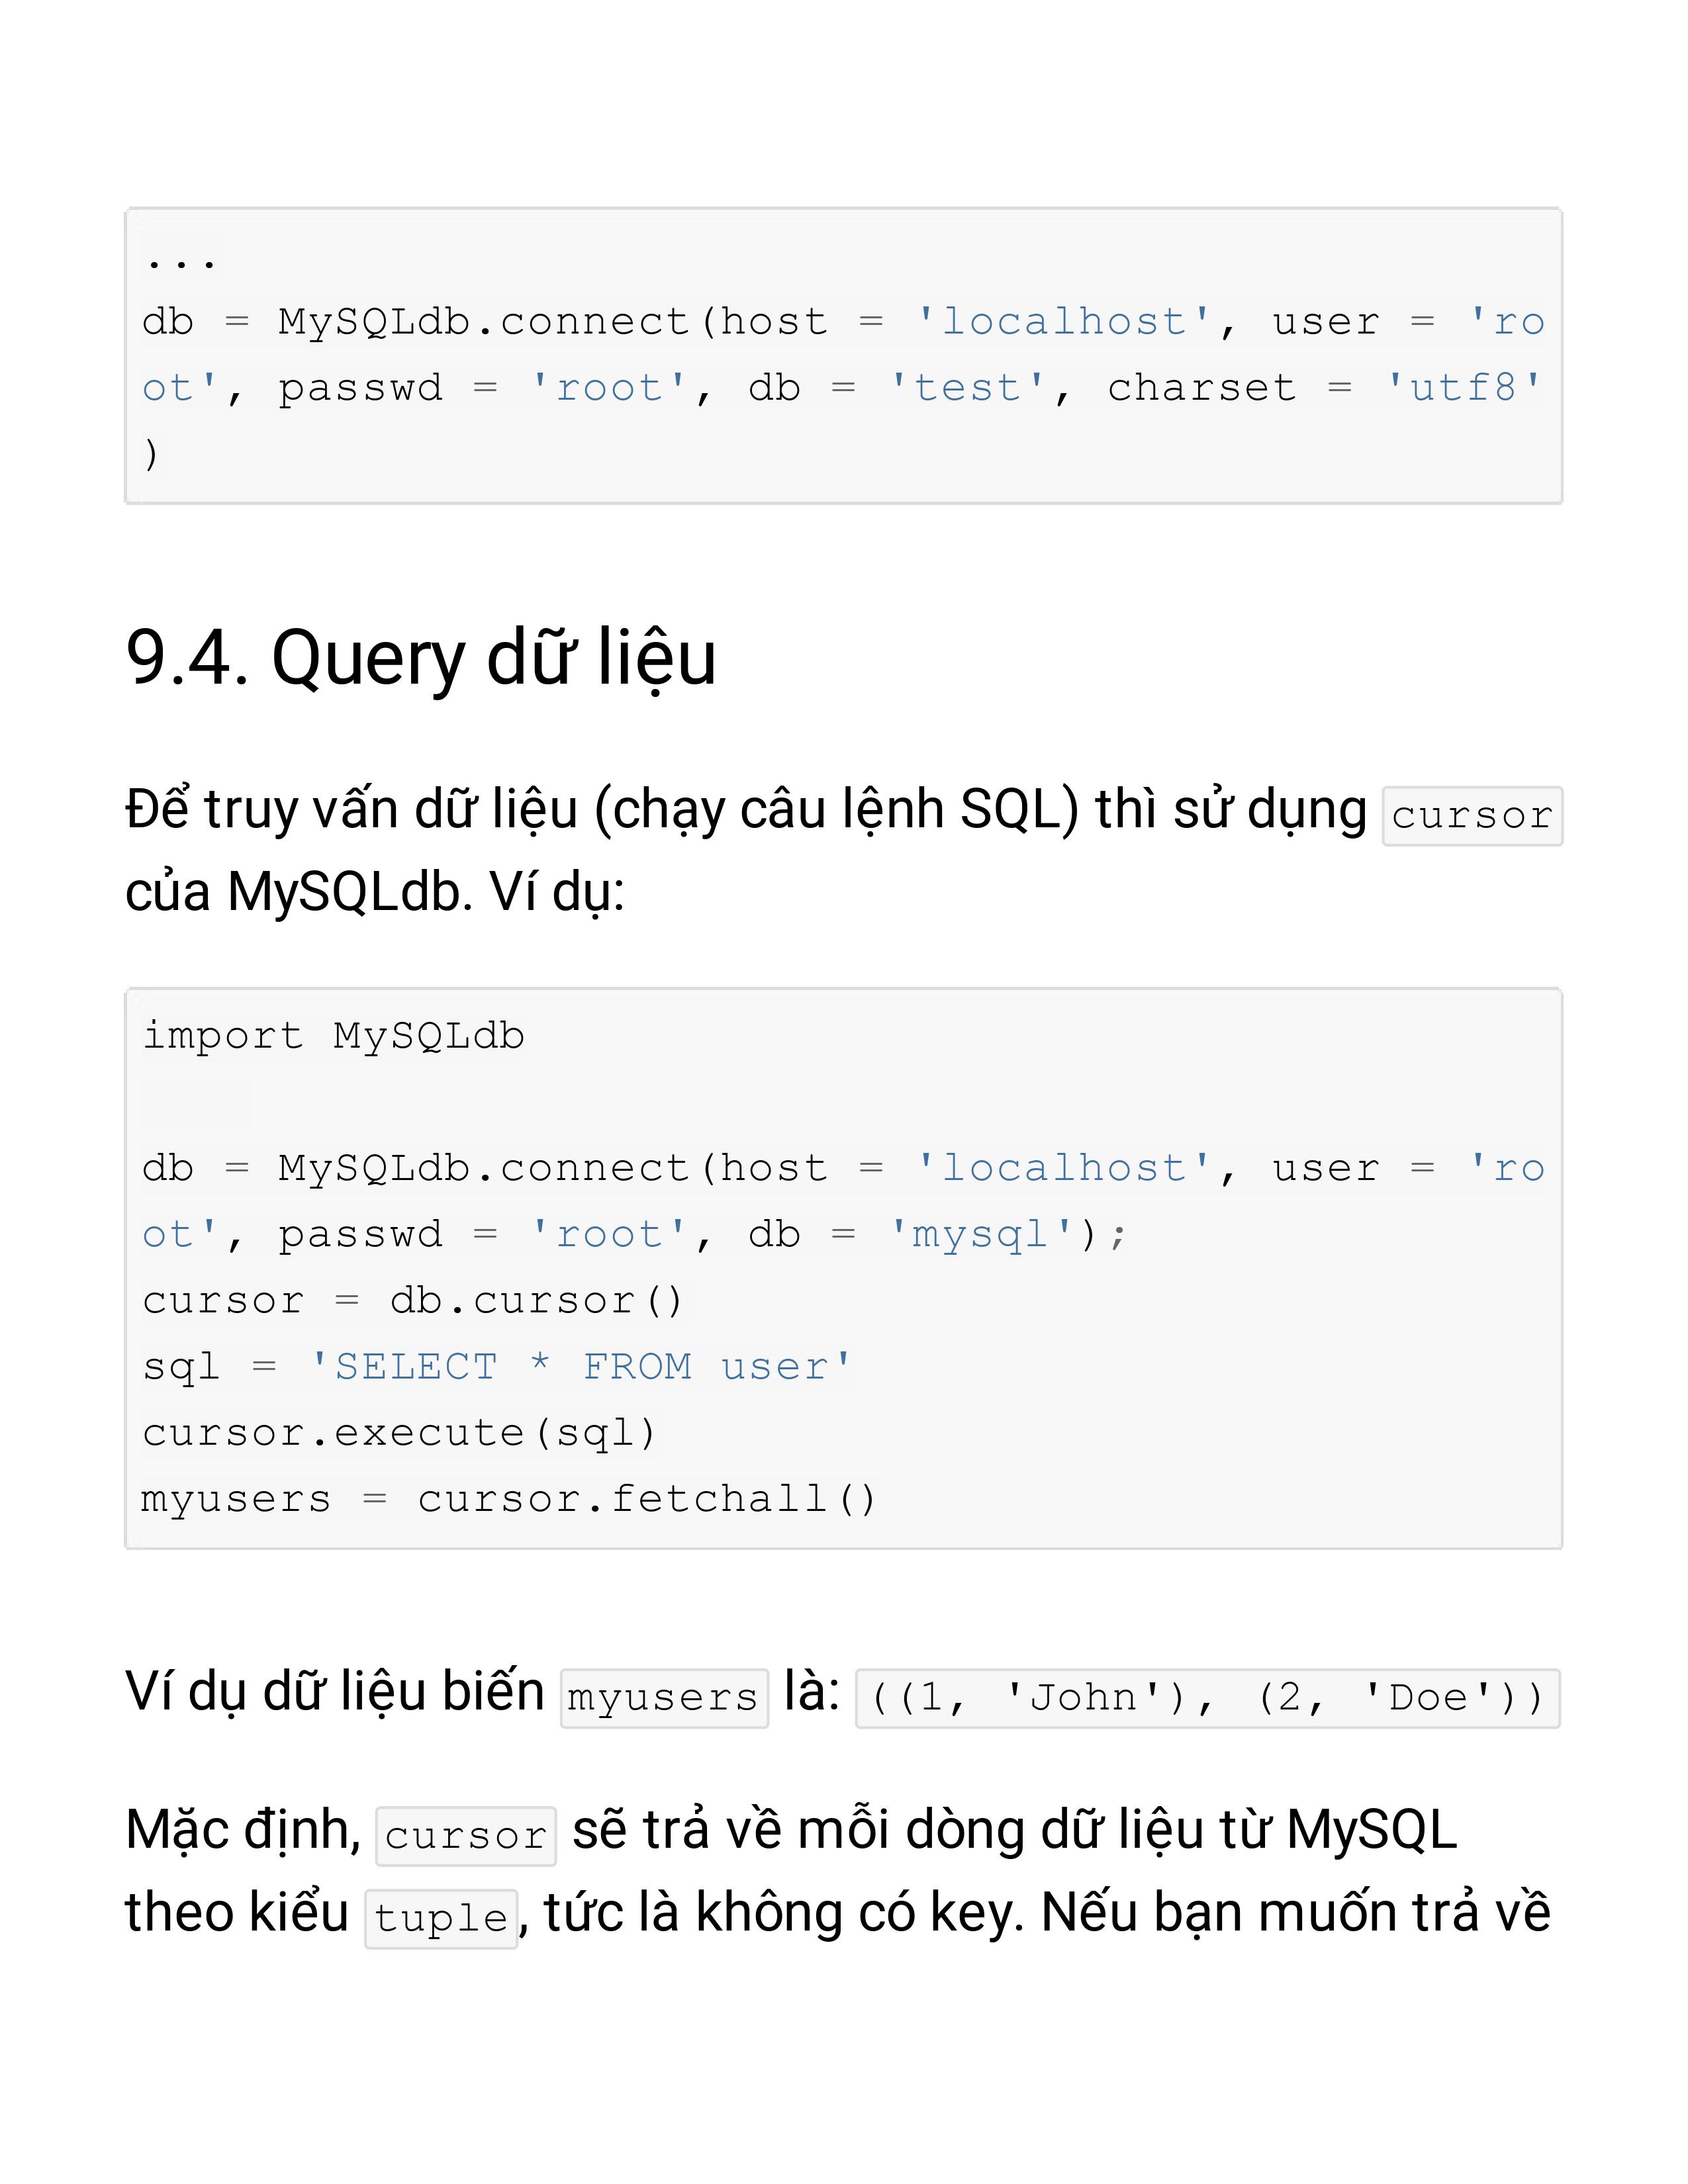 ...
db = MySQLdb.connect(host = 'localhost', user = 'ro
ot', passwd = 'root', db = 'test', charset = 'utf8'
)
9.4. Query dữ liệu
Để truy vấn dữ liệu (chạy câu lệnh SQL) thì sử dụng cursor
của MySQLdb. Ví dụ:
import MySQLdb
db = MySQLdb.connect(host = 'localhost', user = 'ro
ot', passwd = 'root', db = 'mysql');
cursor = db.cursor()
sql = 'SELECT * FROM user'
cursor.execute(sql)
myusers = cursor.fetchall()
Ví dụ dữ liệu biến myusers là: ((1, 'John'), (2, 'Doe'))
Mặc định, cursor sẽ trả về mỗi dòng dữ liệu từ MySQL
theo kiểu tuple, tức là không có key. Nếu bạn muốn trả về